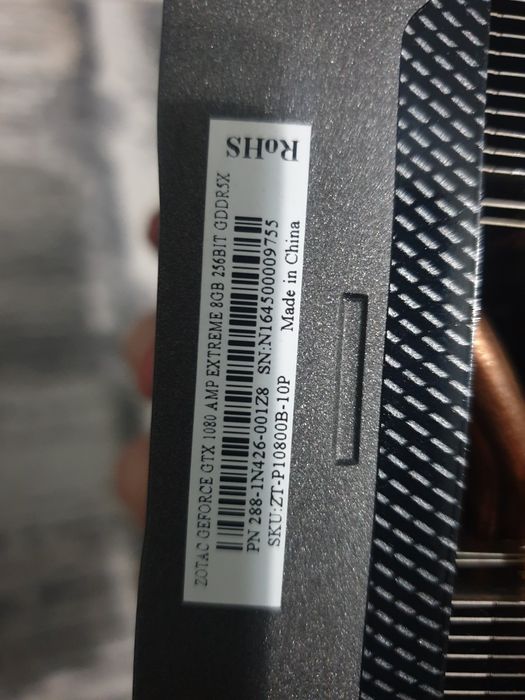 ZOTAC GEFORCE GTX 1080 AMP EXTREME 8GB 256BIT GDDR5X
PN 288-1N426-001Z8 SN:N164500009755
SKU:ZT-P10800B-10P Made in China
RoHS